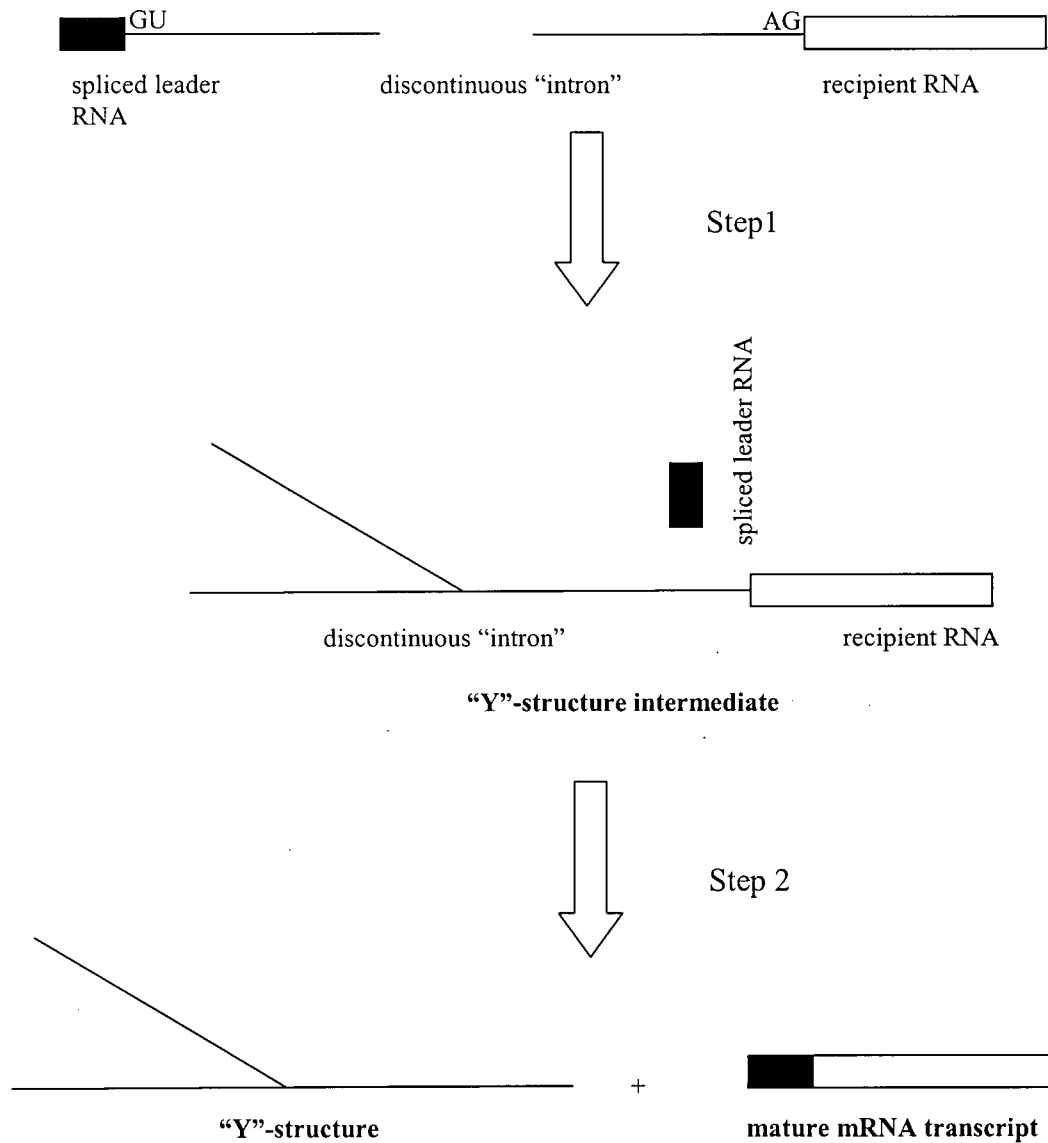 GU
AG
spliced leader
RNA
discontinuous “intron”
recipient RNA
Step1
spliced leader RNA
discontinuous “intron”
recipient RNA
“Y”-structure intermediate
Step 2
+
“Y”-structure
mature mRNA transcript